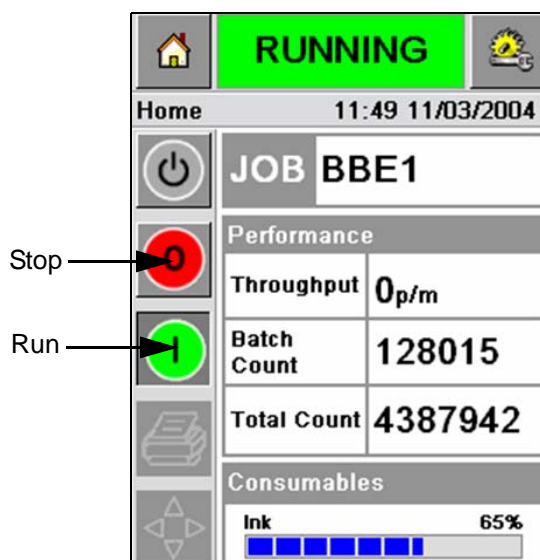 RUNNING
Home 11:49 11/03/2004
JOB BBE1
Stop
0
Performance
Throughput 0p/m
Run
I
Batch Count 128015
Total Count 4387942
Consumables
Ink 65%